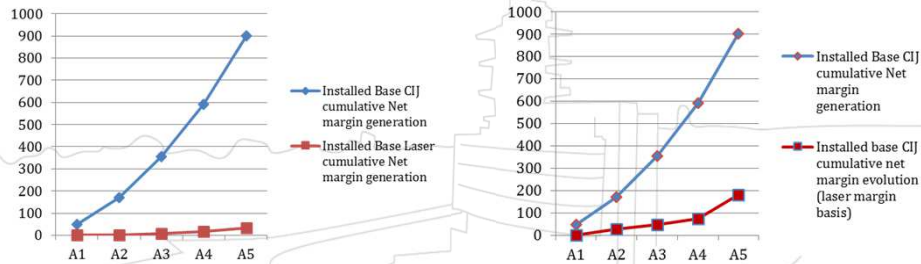 1000
900
800
700
600
500
400
300
200
100
0
A1 A2 A3 A4 A5
Installed Base CIJ
cumulative Net
margin generation
Installed Base Laser
cumulative Net
margin generation
1000
900
800
700
600
500
400
300
200
100
0
A1 A2 A3 A4 A5
Installed Base CIJ
cumulative Net
margin
generation
Installed base CIJ
cumulative net
margin evolution
(laser margin
basis)